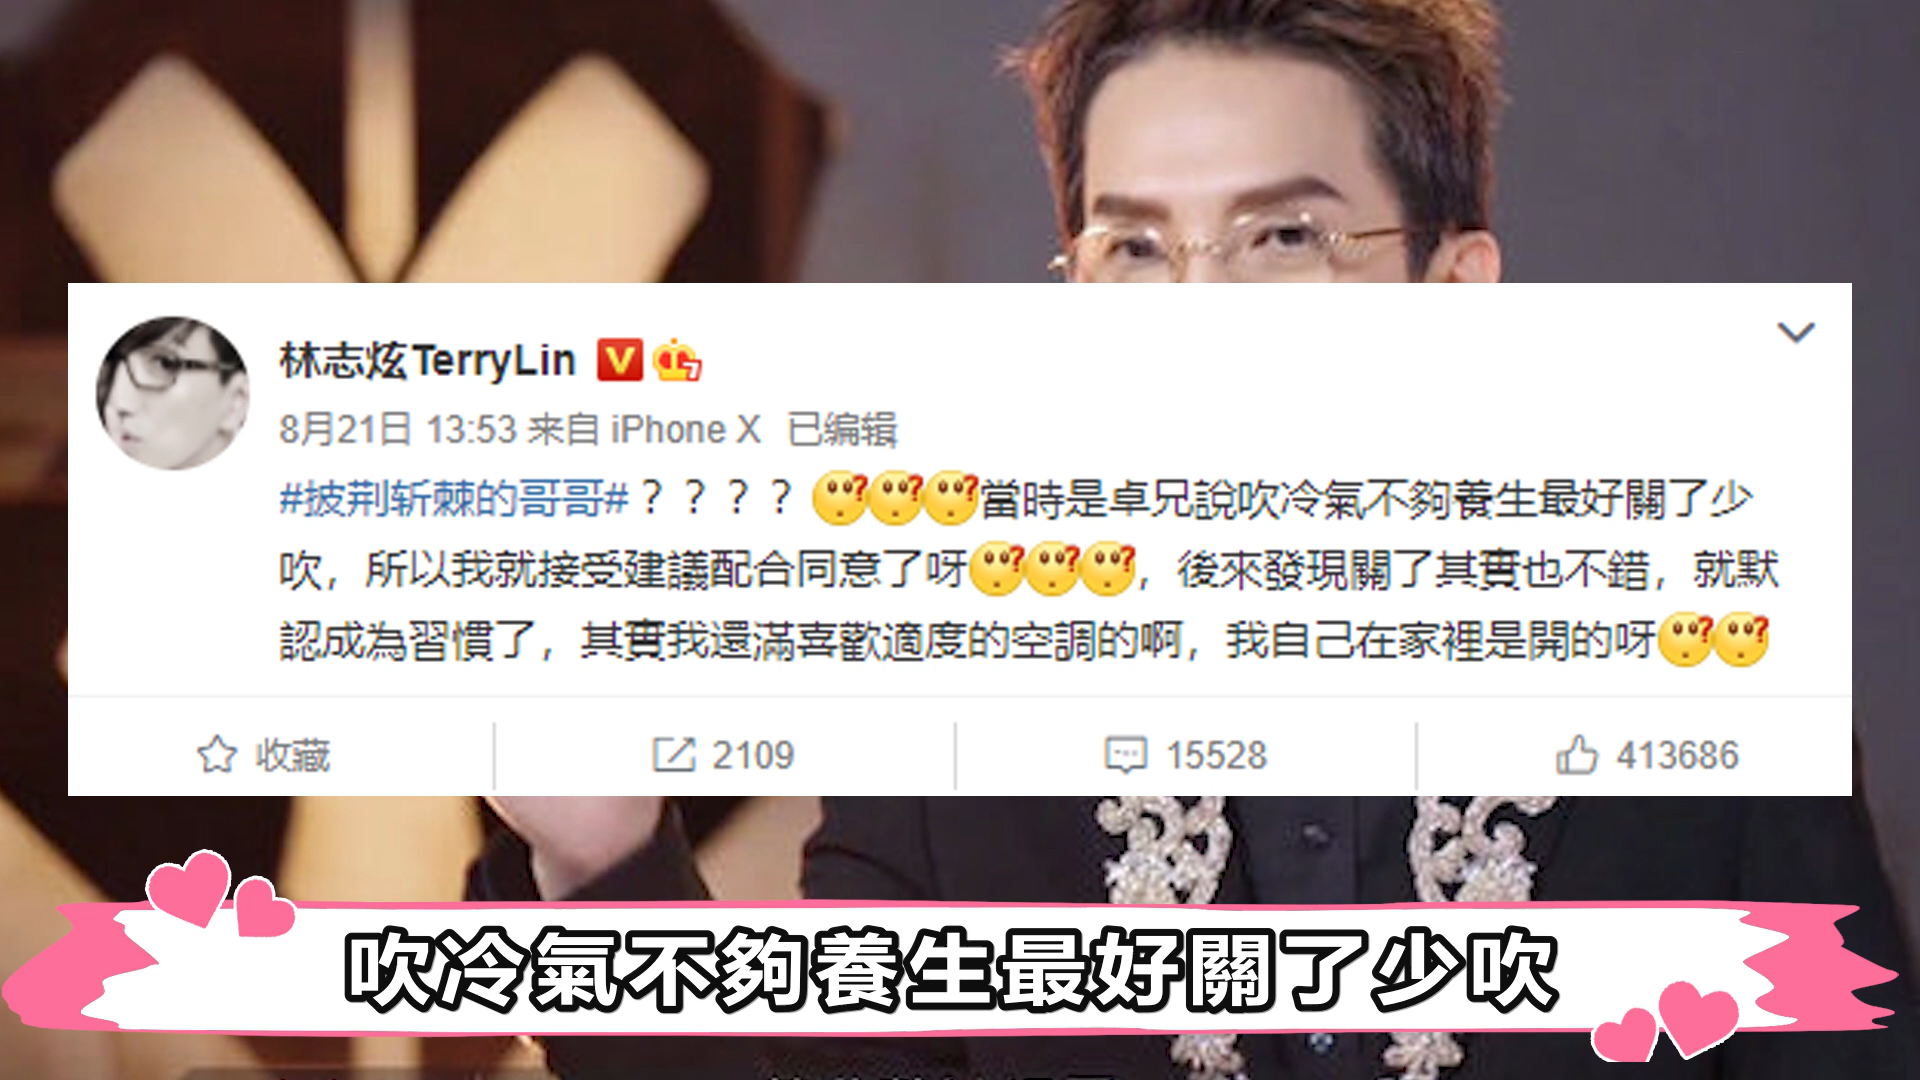 林志炫TerryLin
8月21日 13:53 来自 iPhone X 已编辑
#披荆斩棘的哥哥#？？？？當時是卓兄說吹冷氣不夠養生最好關了少
吹，所以我就接受建議配合同意了呀，後來發現關了其實也不錯，就默
認成為習慣了，其實我還滿喜歡適度的空調的啊，我自己在家裡是開的呀
收藏
2109
15528
413686
吹冷氣不夠養生最好關了少吹